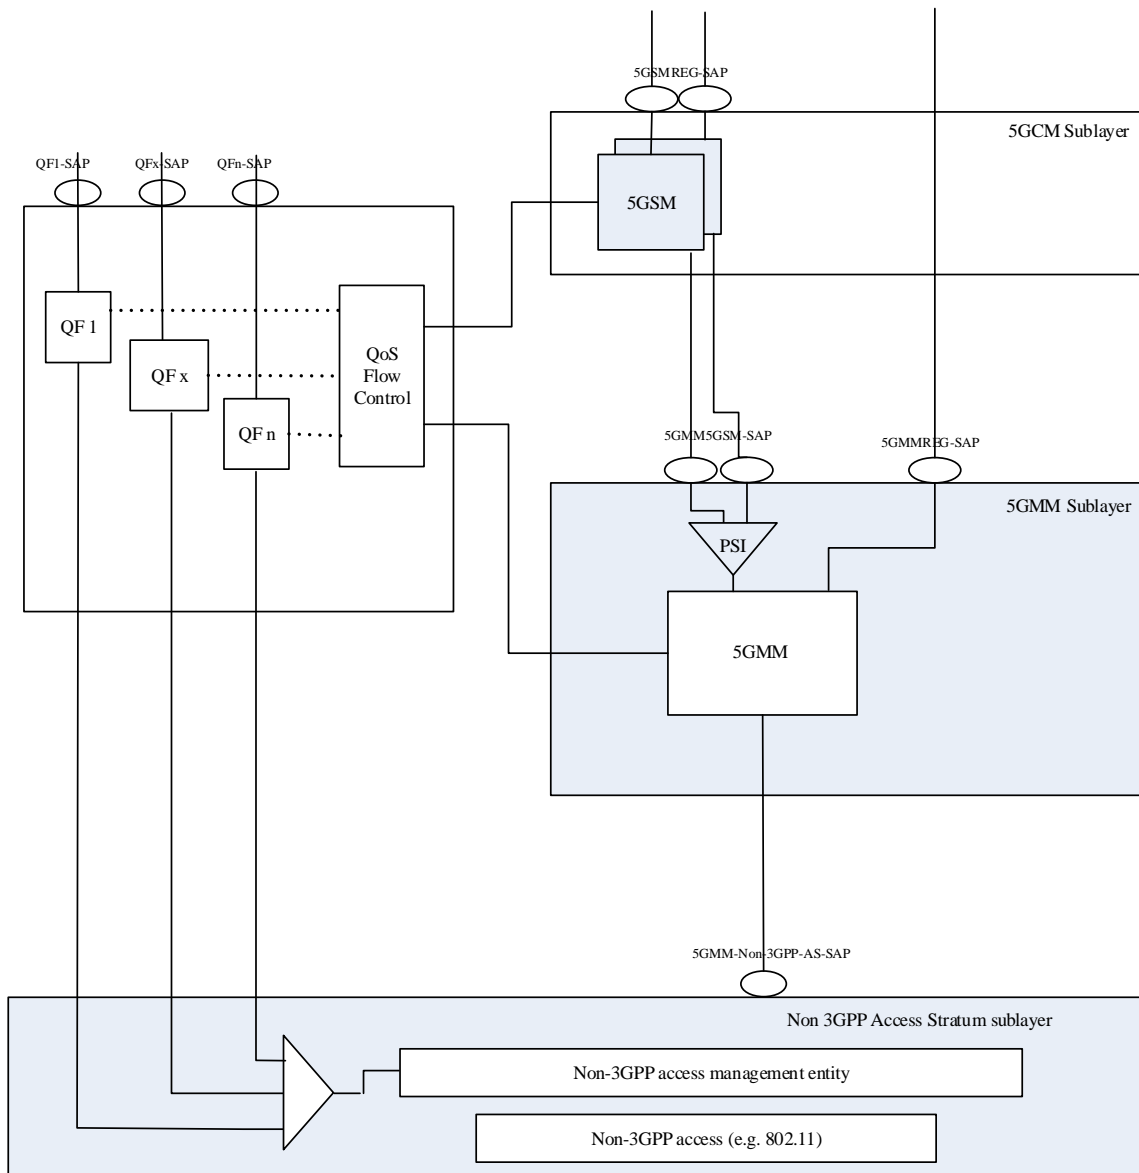 5GSMREG-SAP
5GCM Sublayer
QF1-SAP
QFx-SAP
QFn-SAP
5GSM
QF 1
QF x
QF n
QoS
Flow
Control
5GMM5GSM-SAP
5GMMREG-SAP
5GMM Sublayer
PSI
5GMM
5GMM-Non-3GPP-AS-SAP
Non 3GPP Access Stratum sublayer
Non-3GPP access management entity
Non-3GPP access (e.g. 802.11)